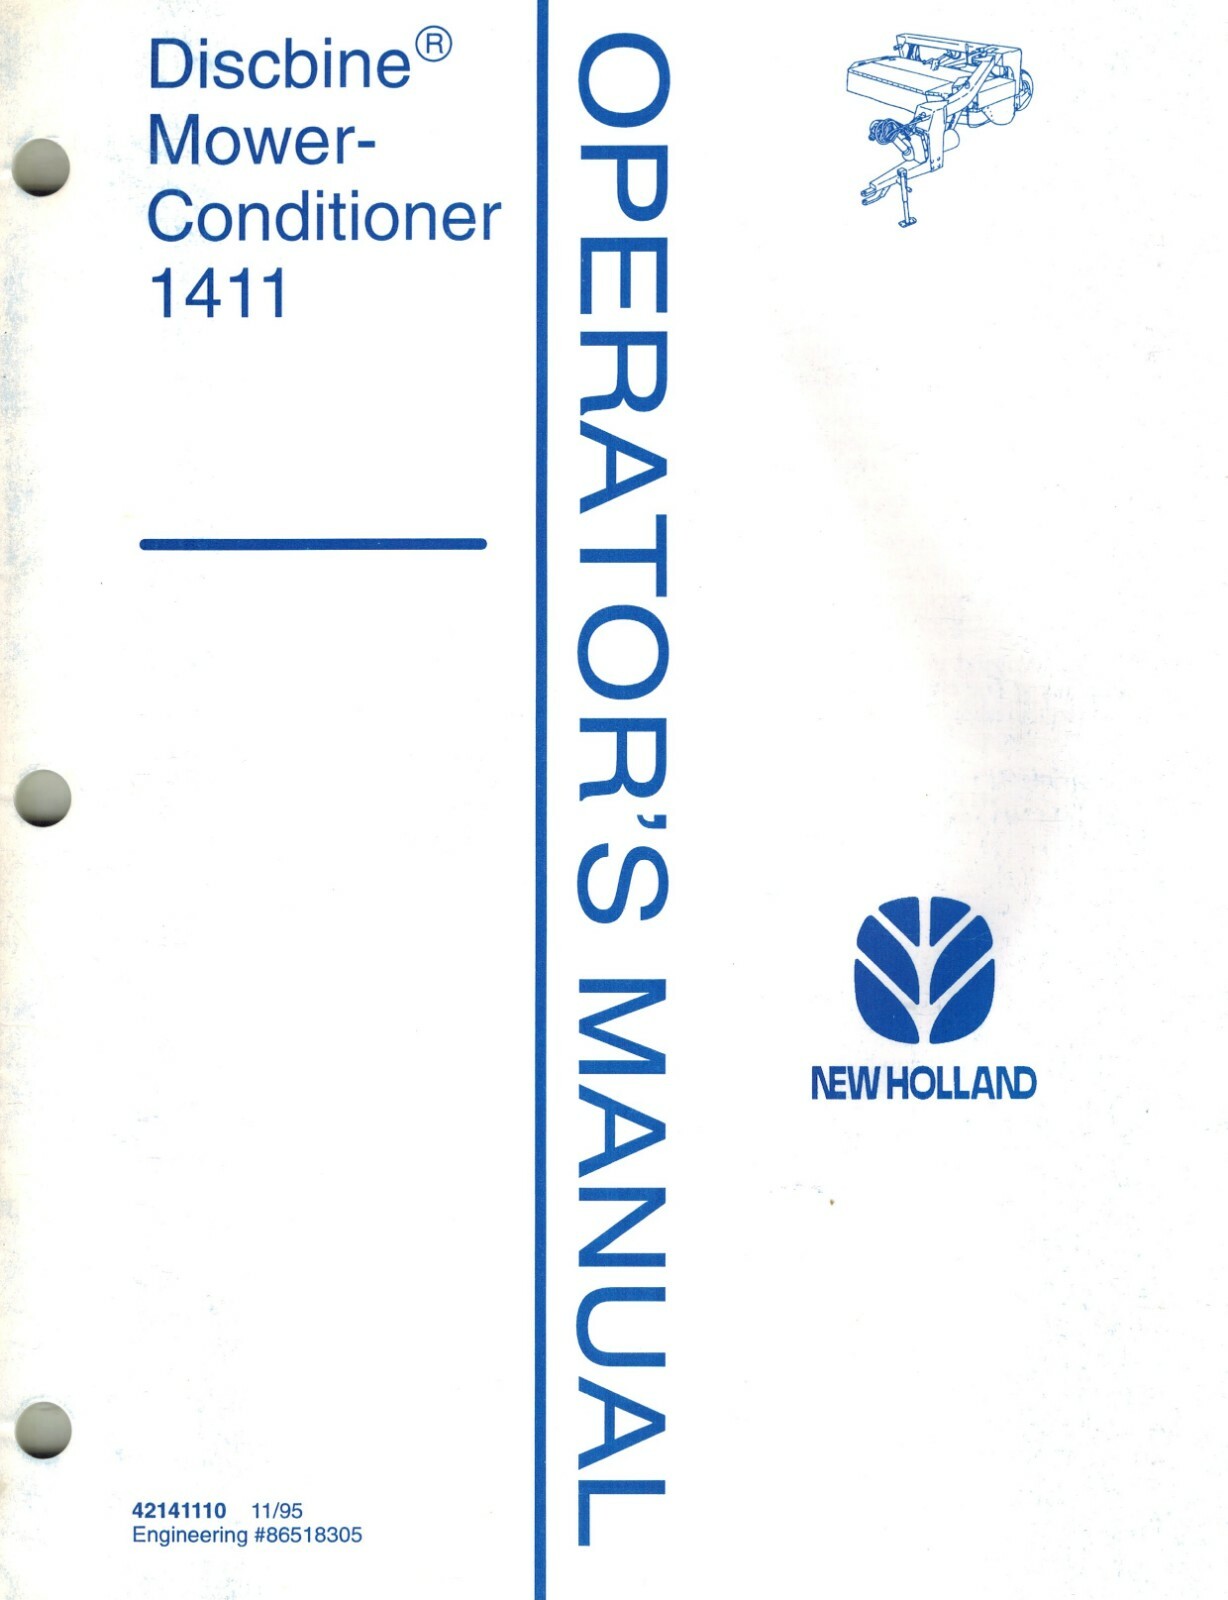 Discbine®
Mower-
Conditioner
1411
OPERATOR'S MANUAL
NEW HOLLAND
42141110 11/95
Engineering #86518305